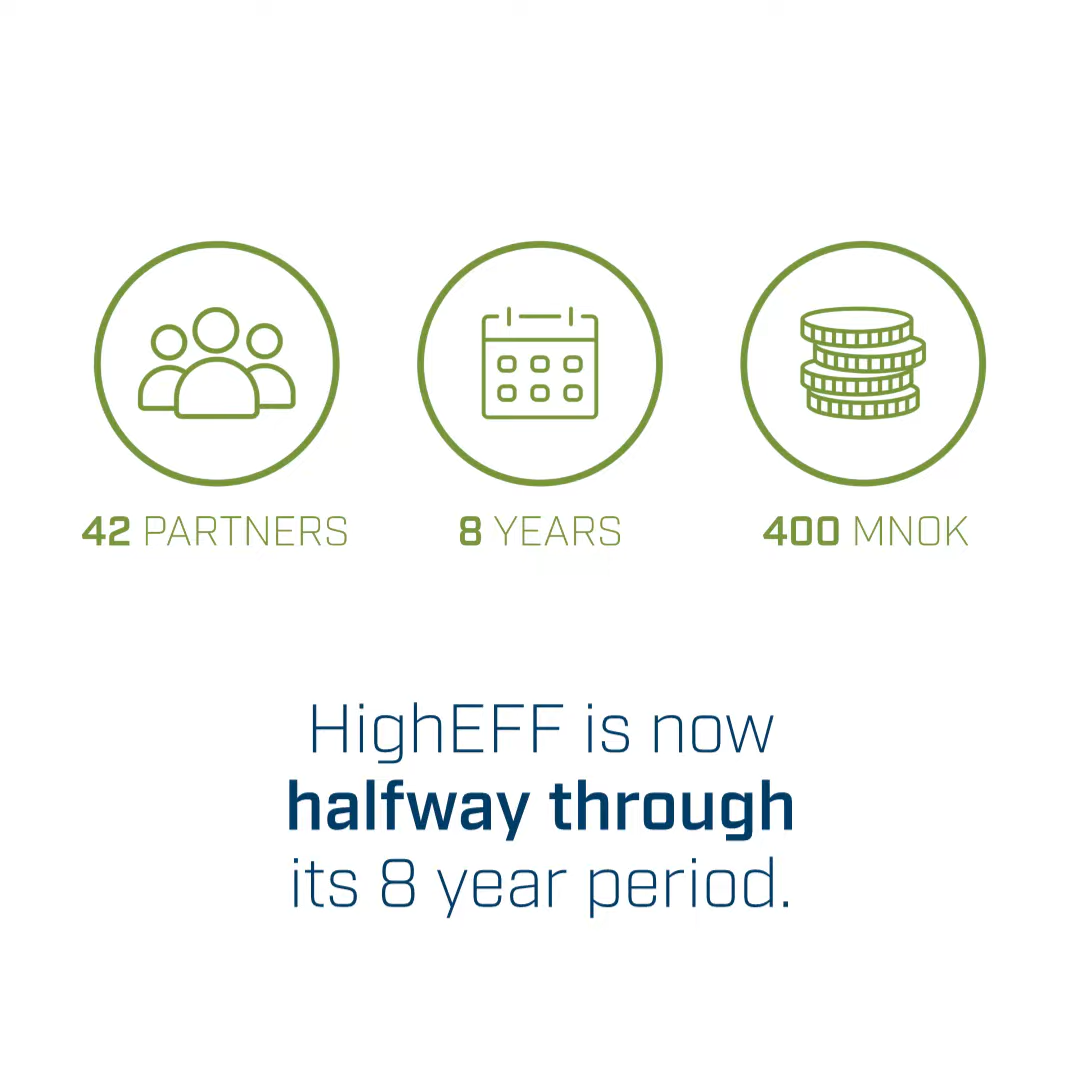 42 PARTNERS
8 YEARS
400 MNOK
HighEFF is now
halfway through
its 8 year period.